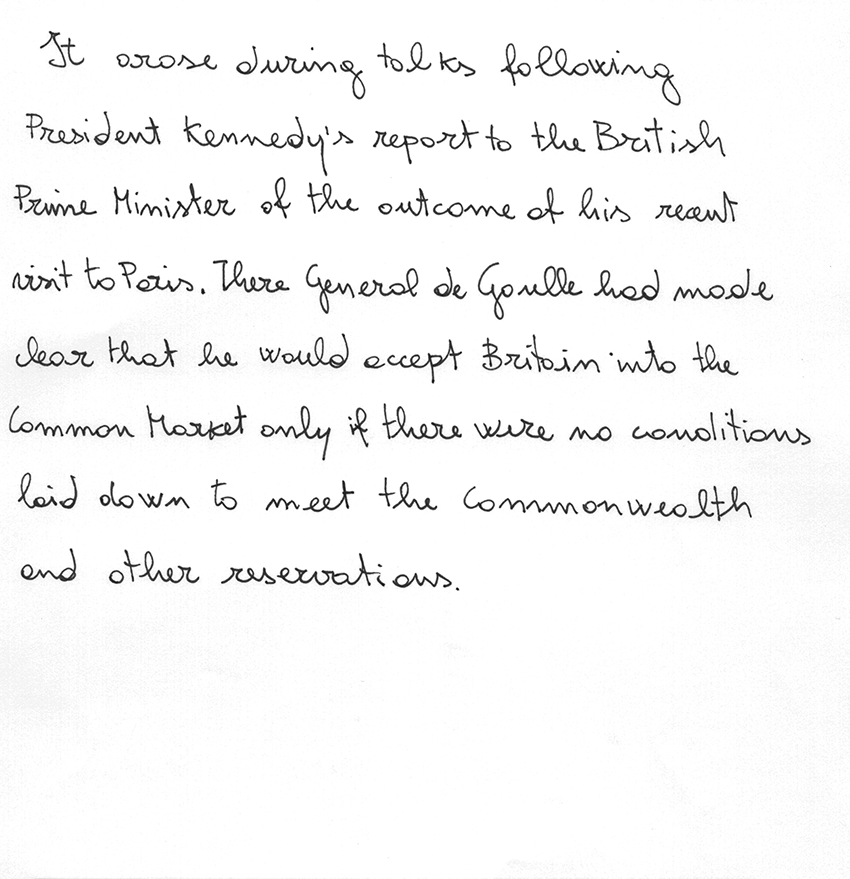 It arose during talks following
President Kennedy's report to the British
Prime Minister of the outcome of his recent
visit to Paris. There General de Gaulle had made
clear that he would accept Britain into the
Common Market only if there were no conditions
laid down to meet the Commonwealth
and other reservations.